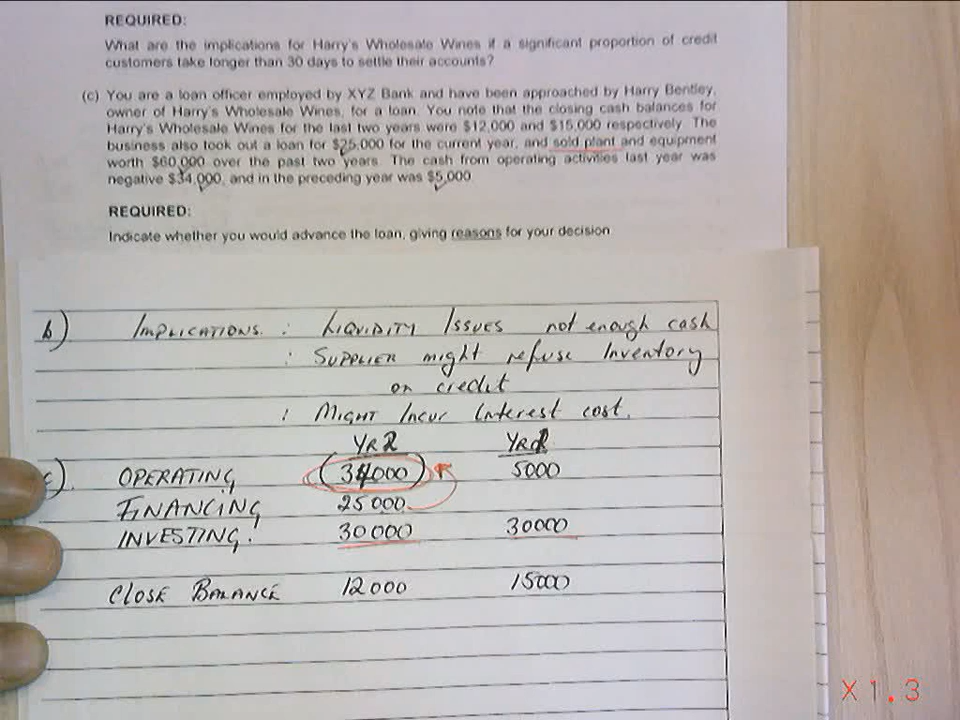 REQUIRED:
What are the implications for Harry's Wholesale Wines if a significant proportion of credit
customers take longer than 30 days to settle their accounts?
(c) You are a loan officer employed by XYZ Bank and have been approached by Harry Bentley,
owner of Harry's Wholesale Wines, for a loan. You note that the closing cash balances for
Harry's Wholesale Wines for the last two years were $12,000 and $15,000 respectively. The
business also took out a loan for $25,000 for the current year, and sold plant and equipment
worth $60,000 over the past two years. The cash from operating activities last year was
negative $34,000, and in the preceding year was $5,000
REQUIRED:
Indicate whether you would advance the loan, giving reasons for your decision
b) IMPLICATIONS. : LIQUIDITY ISSUES not enough cash
: SUPPLIER might refuse Inventory
on credit
: MIGHT Incur Interest cost.
YR2 YR1
c). OPERATING (34000) 5000
FINANCING 25000
INVESTING. 30000 30000
CLOSE BALANCE 12000 15000
X1.3